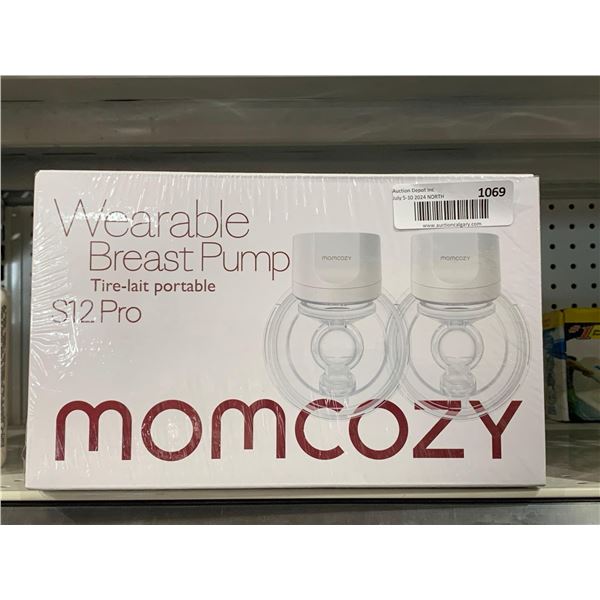 Auction Depot Inc
July 5-10 2024 NORTH
1069
www.auctioncalgary.com
Wearable
Breast Pump
Tire-lait portable
S12 Pro
momcozy
momcozy
momcozy
#1